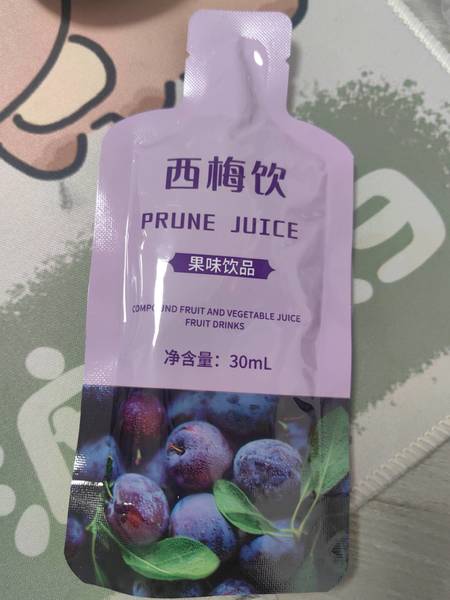 西梅饮
PRUNE JUICE
果味饮品
COMPOUND FRUIT AND VEGETABLE JUICE
FRUIT DRINKS
净含量：30mL